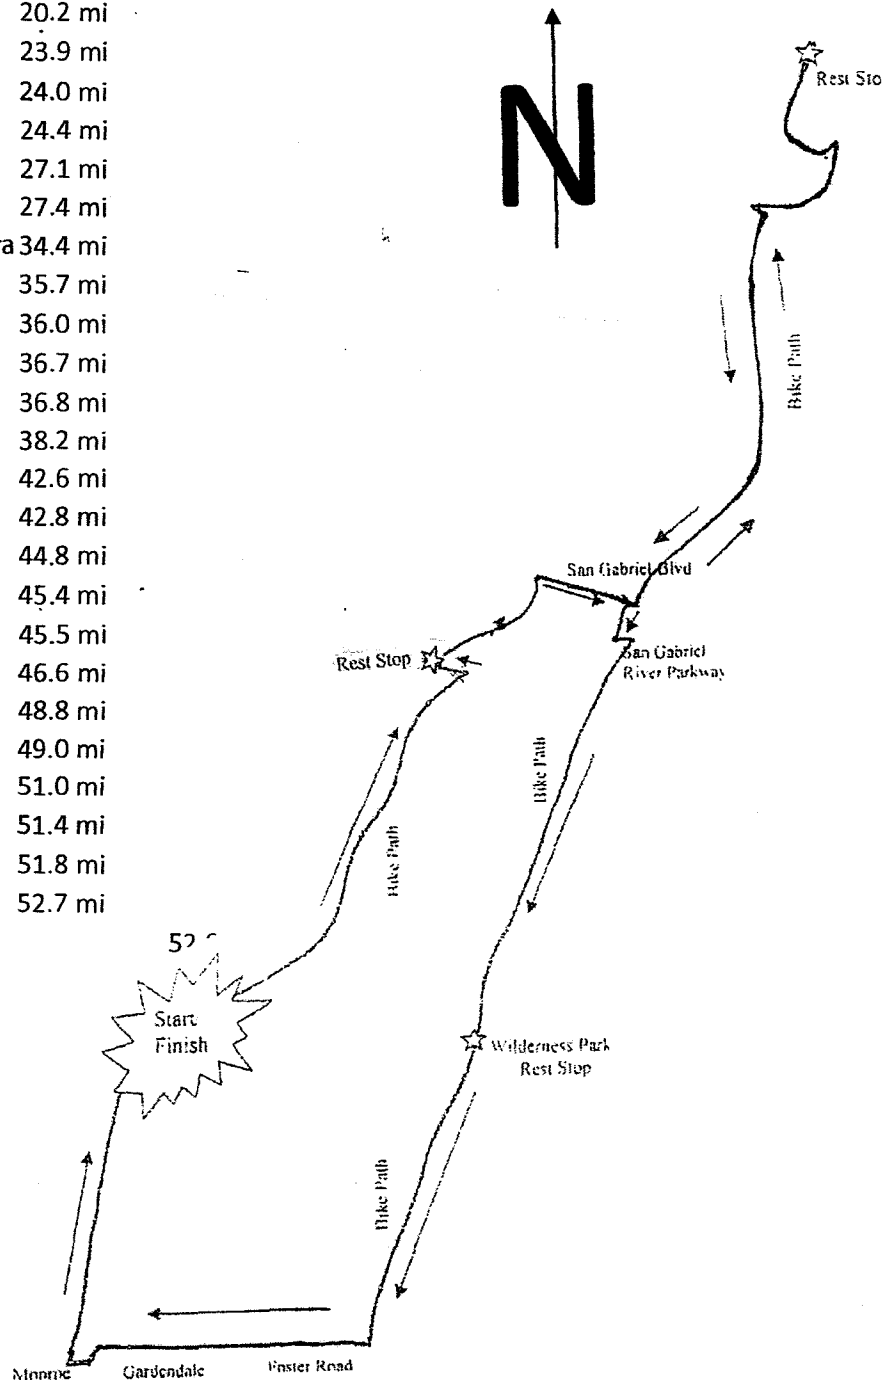 20.2 mi
23.9 mi
24.0 mi
24.4 mi
27.1 mi
27.4 mi
ra 34.4 mi
35.7 mi
36.0 mi
36.7 mi
36.8 mi
38.2 mi
42.6 mi
42.8 mi
44.8 mi
45.4 mi
45.5 mi
46.6 mi
48.8 mi
49.0 mi
51.0 mi
51.4 mi
51.8 mi
52.7 mi
N
Rest Sto
Bike Path
San Gabriel Blvd
San Gabriel
River Parkway
Rest Stop
Bike Path
Bike Path
Start
Finish
Wilderness Park
Rest Stop
Bike Path
Monroe
Gardendale
Foster Road